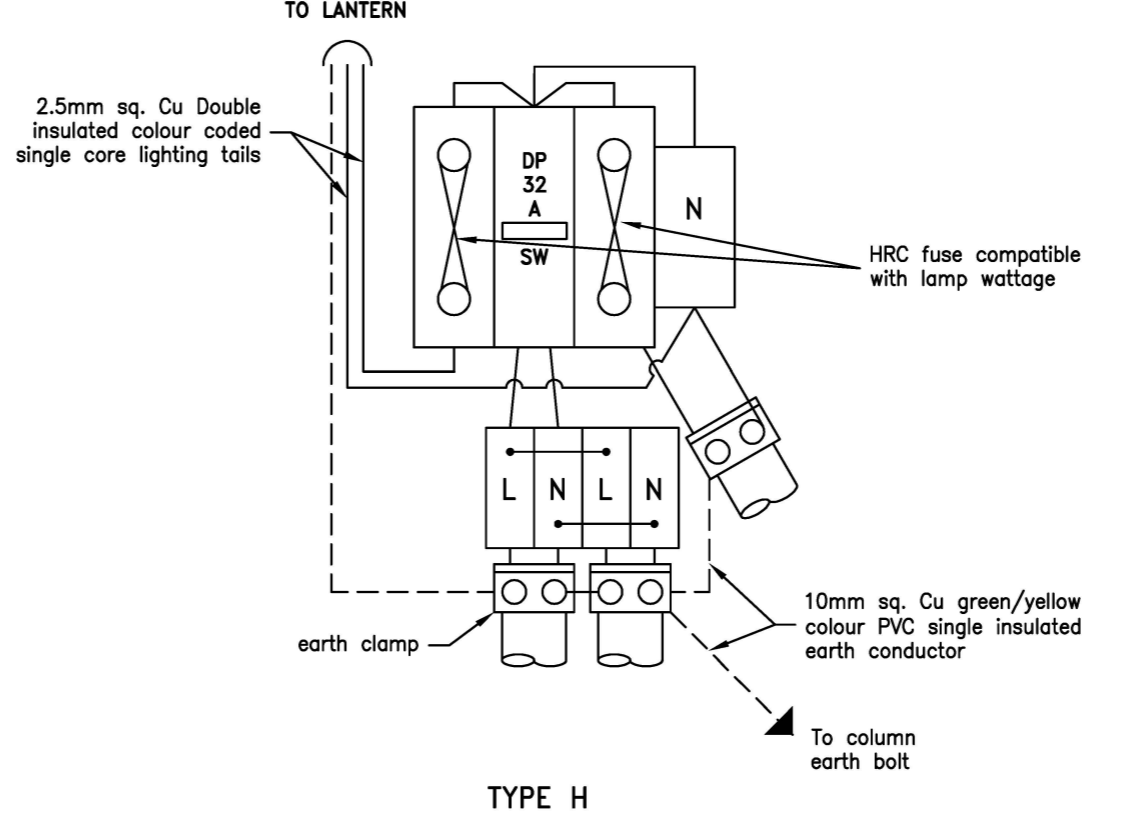 TO LANTERN
2.5mm sq. Cu Double
insulated colour coded
single core lighting tails
DP
32
A
SW
N
HRC fuse compatible
with lamp wattage
L N L N
earth clamp
10mm sq. Cu green/yellow
colour PVC single insulated
earth conductor
To column
earth bolt
TYPE H